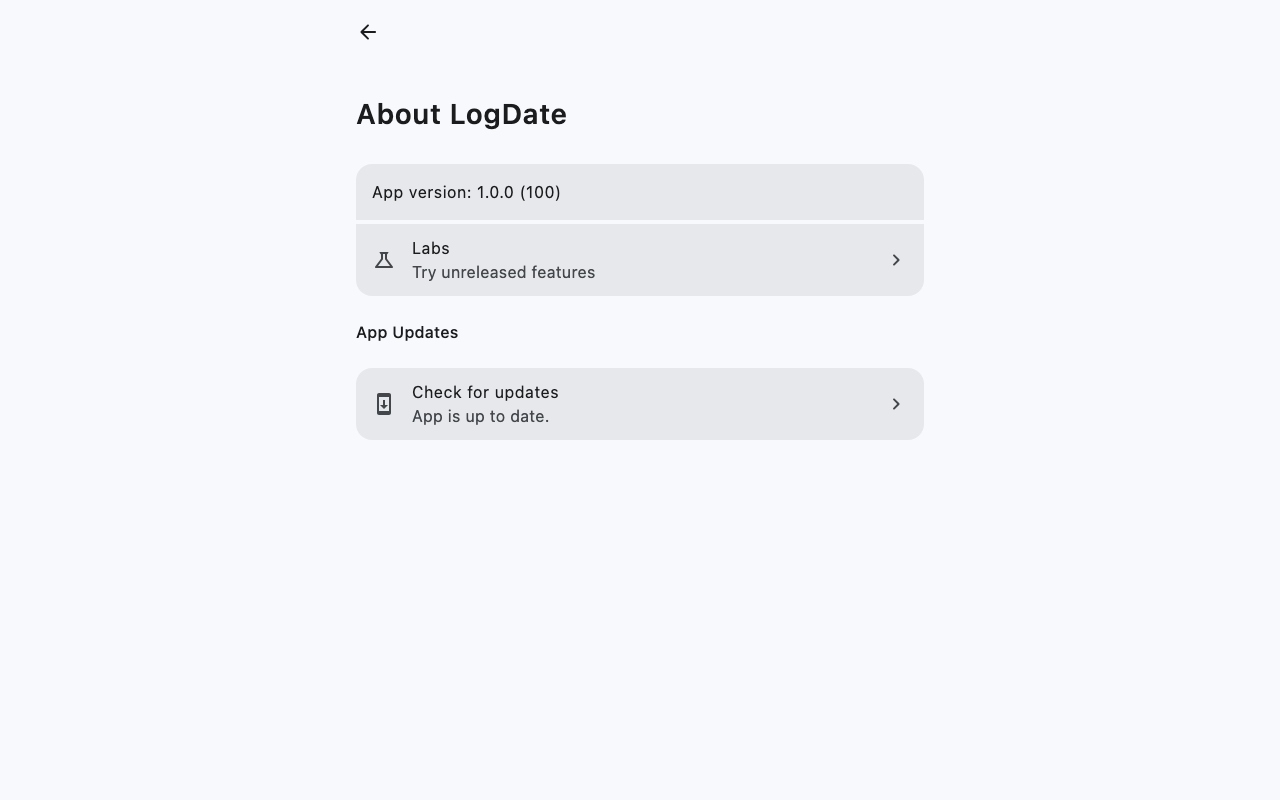 About LogDate
App version: 1.0.0 (100)
Labs
Try unreleased features
App Updates
Check for updates
App is up to date.